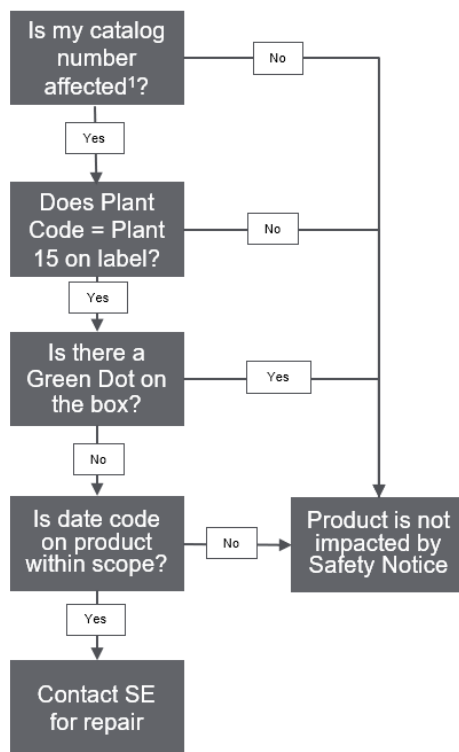 Is my catalog
number
affected¹?
No
Yes
Does Plant
Code = Plant
15 on label?
No
Yes
Is there a
Green Dot on
the box?
Yes
No
Is date code
on product
within scope?
No
Product is not
impacted by
Safety Notice
Yes
Contact SE
for repair